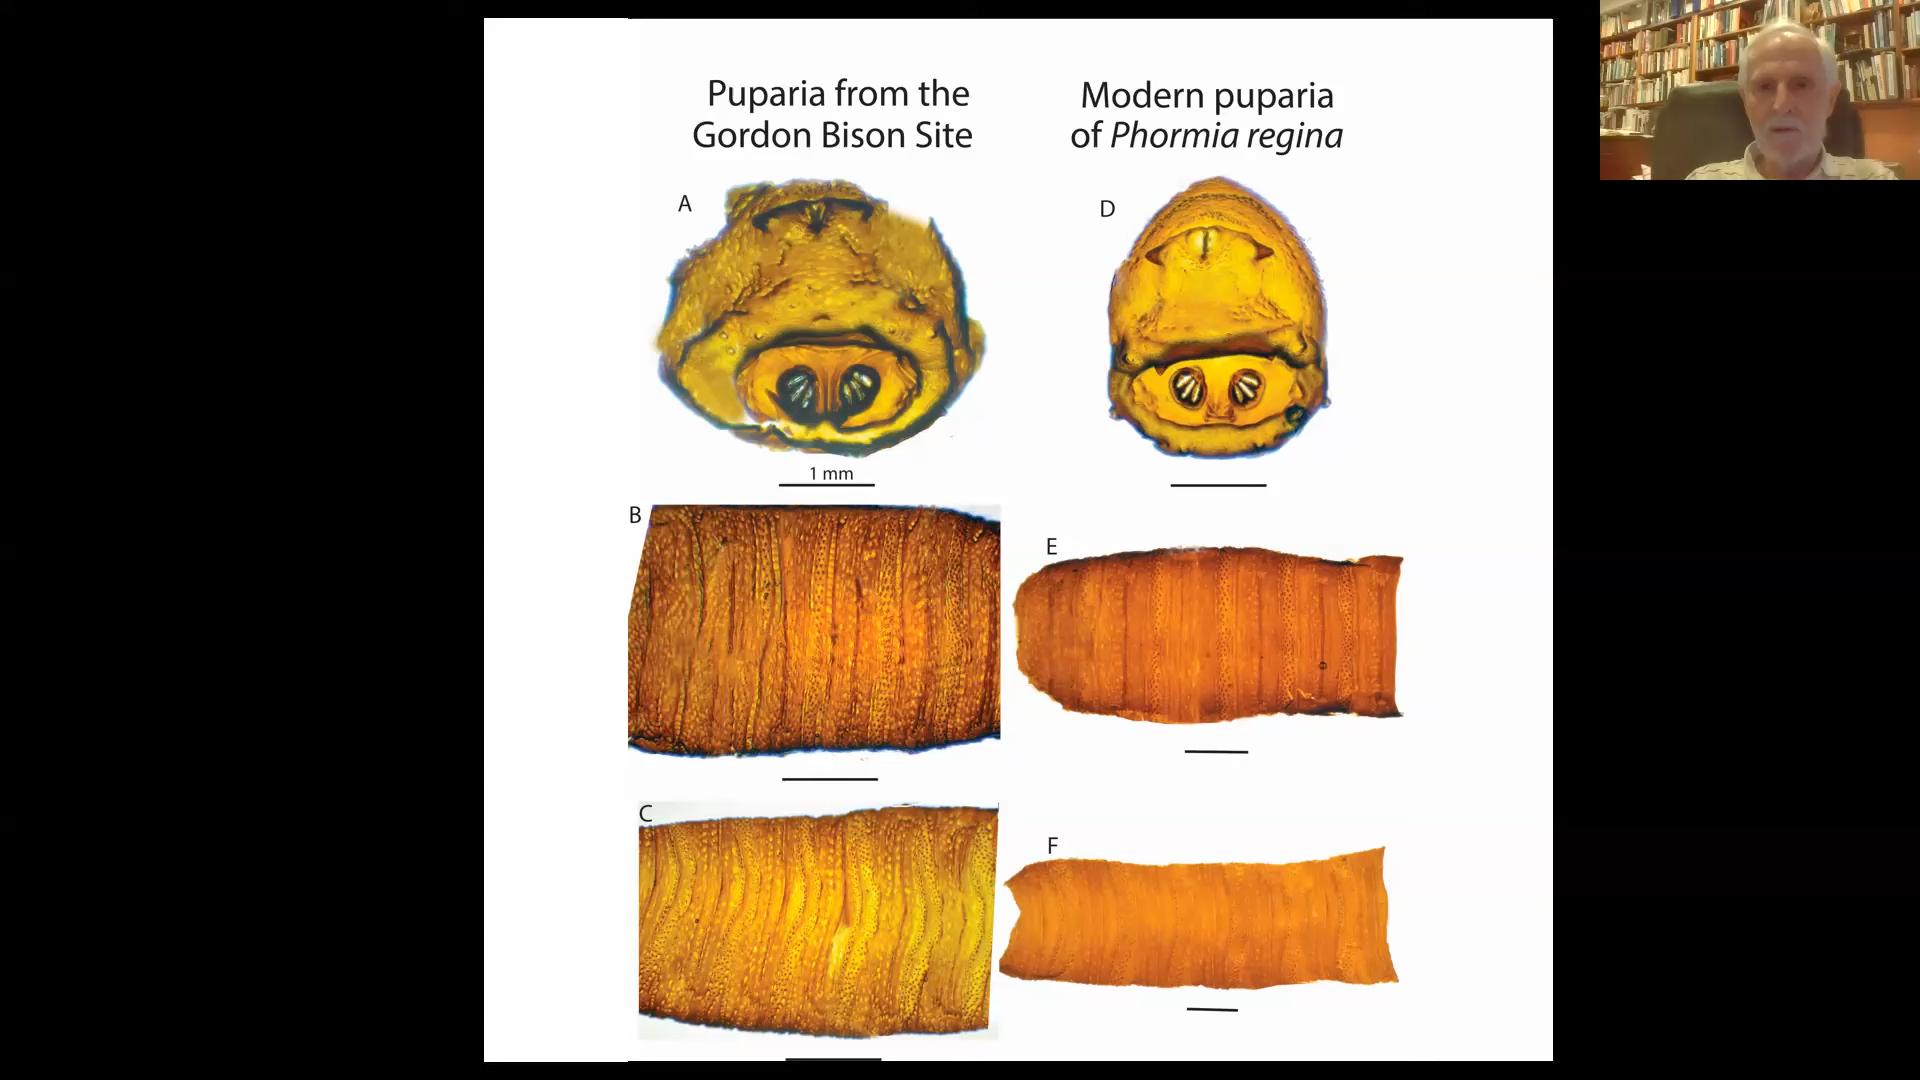 Puparia from the
Gordon Bison Site
Modern puparia
of Phormia regina
A
D
1 mm
B
E
C
F